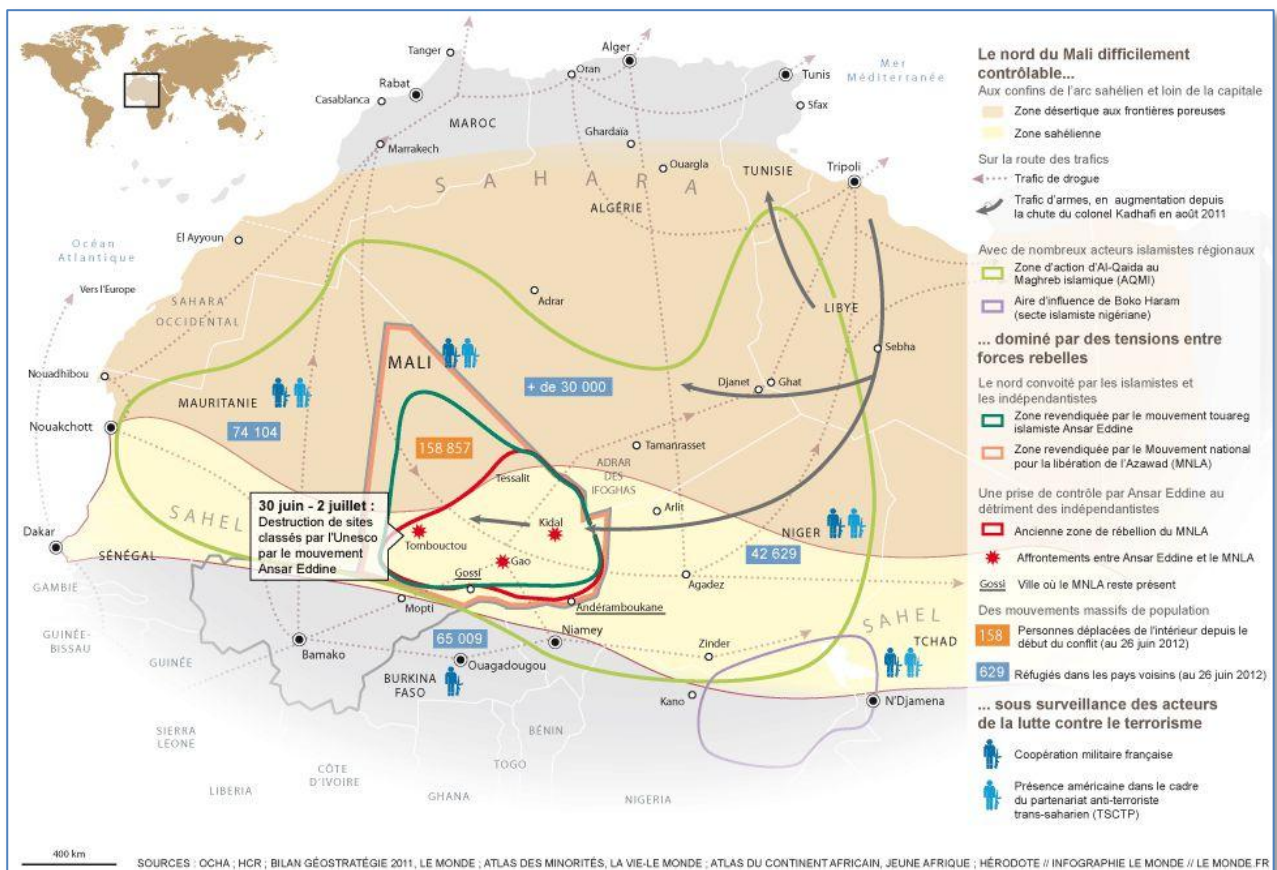 Tanger
Alger
Oran
Rabat
Tunis
Mer
Méditerranée
Casablanca
Sfax
MAROC
Ghardaïa
Marrakech
Ouargla
TUNISIE
Tripoli
SAHARA
ALGÉRIE
El Ayyoun
Océan
Atlantique
Vers l'Europe
Adrar
LIBYE
SAHARA
OCCIDENTAL
Sebha
MALI
Nouadhibou
Djanet
Ghat
+ de 30 000
MAURITANIE
Nouakchott
74 104
158 857
Tamanrasset
Tessalit
ADRAR
DES
IFOGHAS
30 juin - 2 juillet :
Destruction de sites
classés par l'Unesco
par le mouvement
Ansar Eddine
SAHEL
Arlit
Kidal
NIGER
Dakar
Tombouctou
42 629
SÉNÉGAL
Gao
Gossi
Agadez
GAMBIE
Mopti
Andéramboukane
SAHEL
TCHAD
GUINÉE-
BISSAU
65 009
Niamey
Zinder
Bamako
Ouagadougou
GUINÉE
BURKINA
FASO
Kano
N'Djamena
SIERRA
LEONE
BÉNIN
CÔTE
D'IVOIRE
TOGO
LIBERIA
GHANA
NIGERIA
Le nord du Mali difficilement
contrôlable...
Aux confins de l'arc sahélien et loin de la capitale
Zone désertique aux frontières poreuses
Zone sahélienne
Sur la route des trafics
Trafic de drogue
Trafic d'armes, en augmentation depuis
la chute du colonel Kadhafi en août 2011
Avec de nombreux acteurs islamistes régionaux
Zone d'action d'Al-Qaida au
Maghreb islamique (AQMI)
Aire d'influence de Boko Haram
(secte islamiste nigériane)
... dominé par des tensions entre
forces rebelles
Le nord convoité par les islamistes et
les indépendantistes
Zone revendiquée par le mouvement touareg
islamiste Ansar Eddine
Zone revendiquée par le Mouvement national
pour la libération de l'Azawad (MNLA)
Une prise de contrôle par Ansar Eddine au
détriment des indépendantistes
Ancienne zone de rébellion du MNLA
Affrontements entre Ansar Eddine et le MNLA
Gossi
Ville où le MNLA reste présent
Des mouvements massifs de population
158
Personnes déplacées de l'intérieur depuis le
début du conflit (au 26 juin 2012)
629
Réfugiés dans les pays voisins (au 26 juin 2012)
... sous surveillance des acteurs
de la lutte contre le terrorisme
Coopération militaire française
Présence américaine dans le cadre
du partenariat anti-terroriste
trans-saharien (TSCTP)
400 km
SOURCES : OCHA ; HCR ; BILAN GÉOSTRATÉGIE 2011, LE MONDE ; ATLAS DES MINORITÉS, LA VIE-LE MONDE ; ATLAS DU CONTINENT AFRICAIN, JEUNE AFRIQUE ; HÉRODOTE // INFOGRAPHIE LE MONDE // LE MONDE.FR